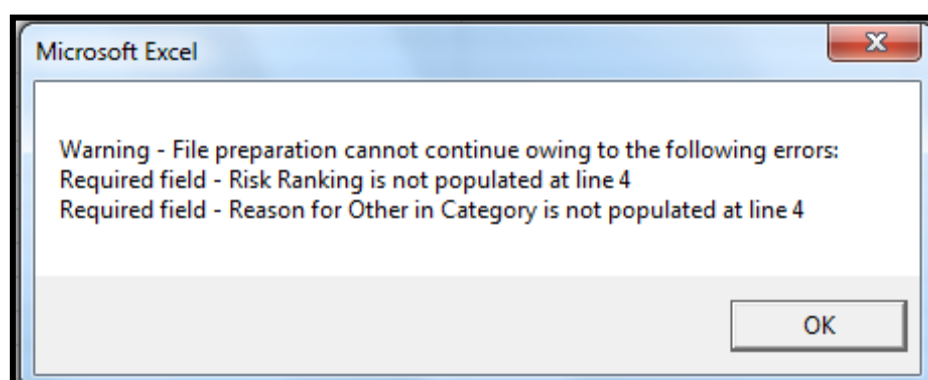 Microsoft Excel
Warning - File preparation cannot continue owing to the following errors:
Required field - Risk Ranking is not populated at line 4
Required field - Reason for Other in Category is not populated at line 4
OK